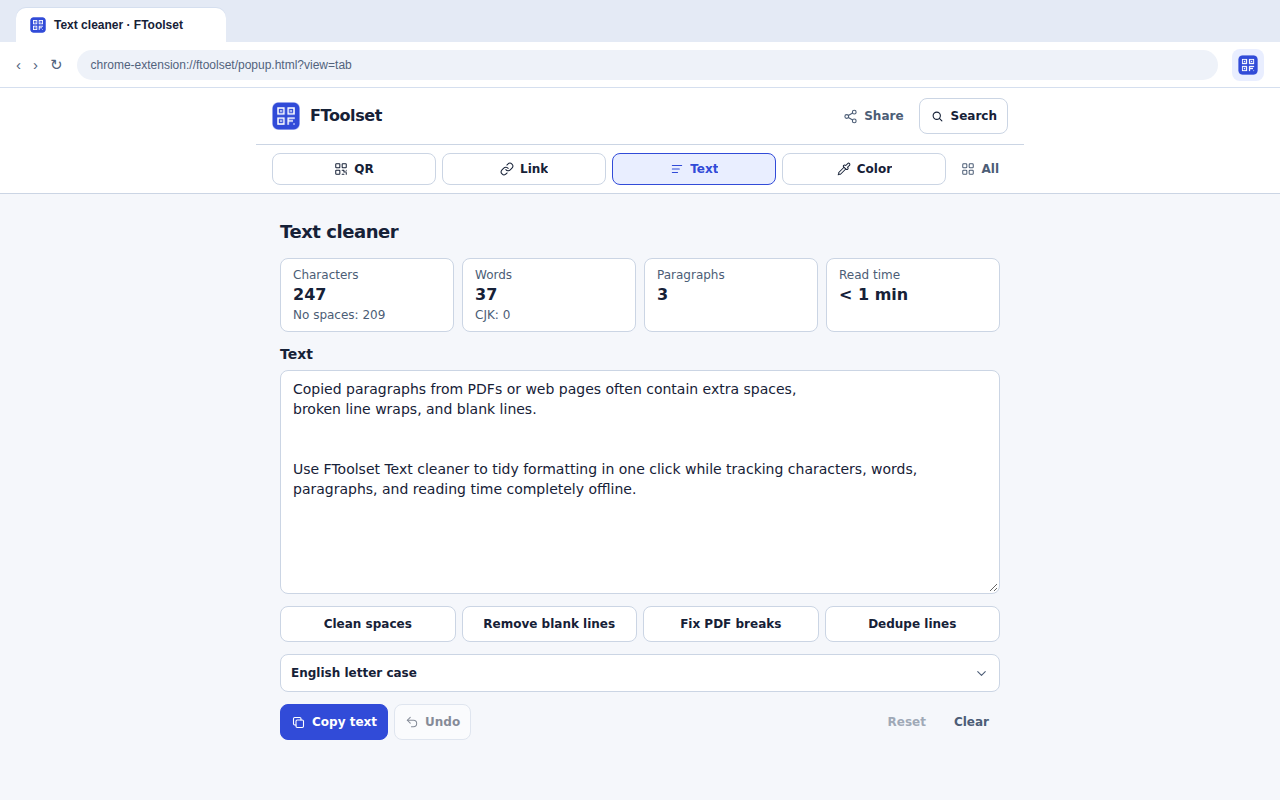 Text cleaner · FToolset
chrome-extension://ftoolset/popup.html?view=tab
FToolset
Share
Search
QR
Link
Text
Color
All
Text cleaner
Characters
247
No spaces: 209
Words
37
CJK: 0
Paragraphs
3
Read time
< 1 min
Text
Copied paragraphs from PDFs or web pages often contain extra spaces,
broken line wraps, and blank lines.
Use FToolset Text cleaner to tidy formatting in one click while tracking characters, words,
paragraphs, and reading time completely offline.
Clean spaces
Remove blank lines
Fix PDF breaks
Dedupe lines
English letter case
Copy text
Undo
Reset
Clear